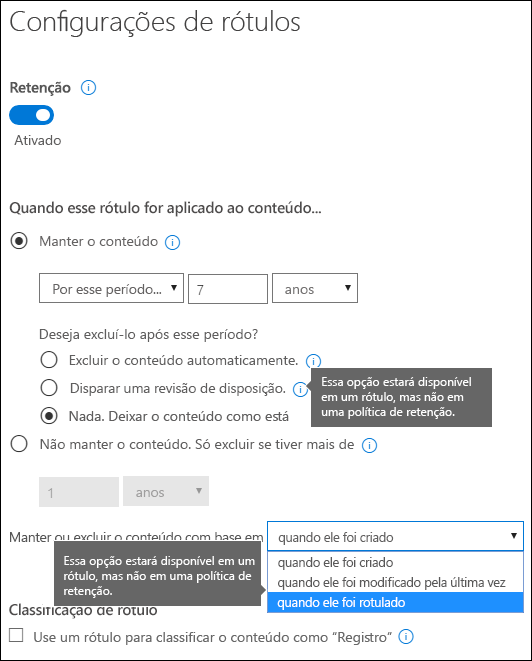 Configurações de rótulos
Retenção
Ativado
Quando esse rótulo for aplicado ao conteúdo...
Manter o conteúdo
Por esse período... 7 anos
Deseja excluí-lo após esse período?
Excluir o conteúdo automaticamente.
Disparar uma revisão de disposição.
Essa opção estará disponível
em um rótulo, mas não em
uma política de retenção.
Nada. Deixar o conteúdo como está
Não manter o conteúdo. Só excluir se tiver mais de
1 anos
Manter ou excluir o conteúdo com base em quando ele foi criado
quando ele foi criado
quando ele foi modificado pela última vez
quando ele foi rotulado
Essa opção estará disponível em um
rótulo, mas não em uma política de
retenção.
Classificação de rótulo
Use um rótulo para classificar o conteúdo como “Registro”